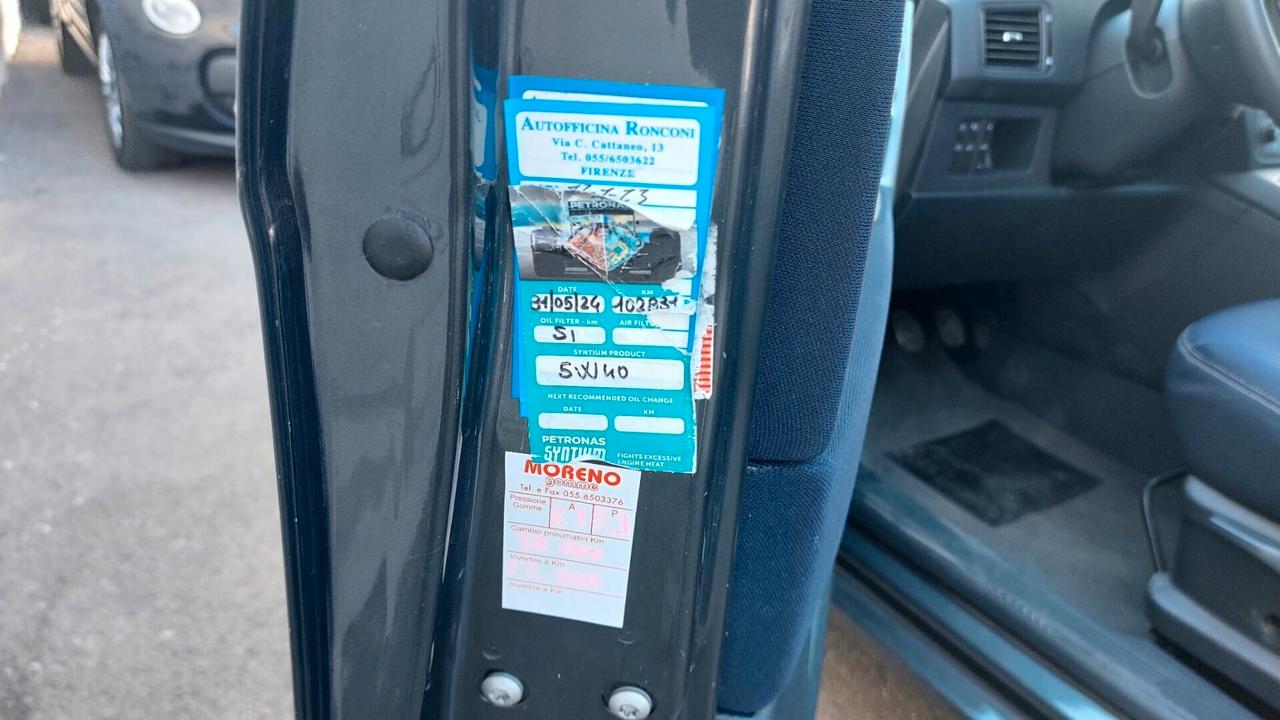 AUTOFFICINA RONCONI
Via C. Cattaneo, 13
Tel. 055/6503622
FIRENZE
PETRONAS
DATE KM
31/05/24
OIL FILTER - km AIR FILT
SI
SYNTIUM PRODUCT
5W40
NEXT RECOMMENDED OIL CHANGE
DATE KM
PETRONAS
SYNTIUM
FIGHTS EXCESSIVE
ENGINE HEAT
MORENO
gomme
Tel. e Fax 055.6503376
Pressione
Gomme
A P
Cambio pneumatici Km
Invertire a Km
Invertire a Km